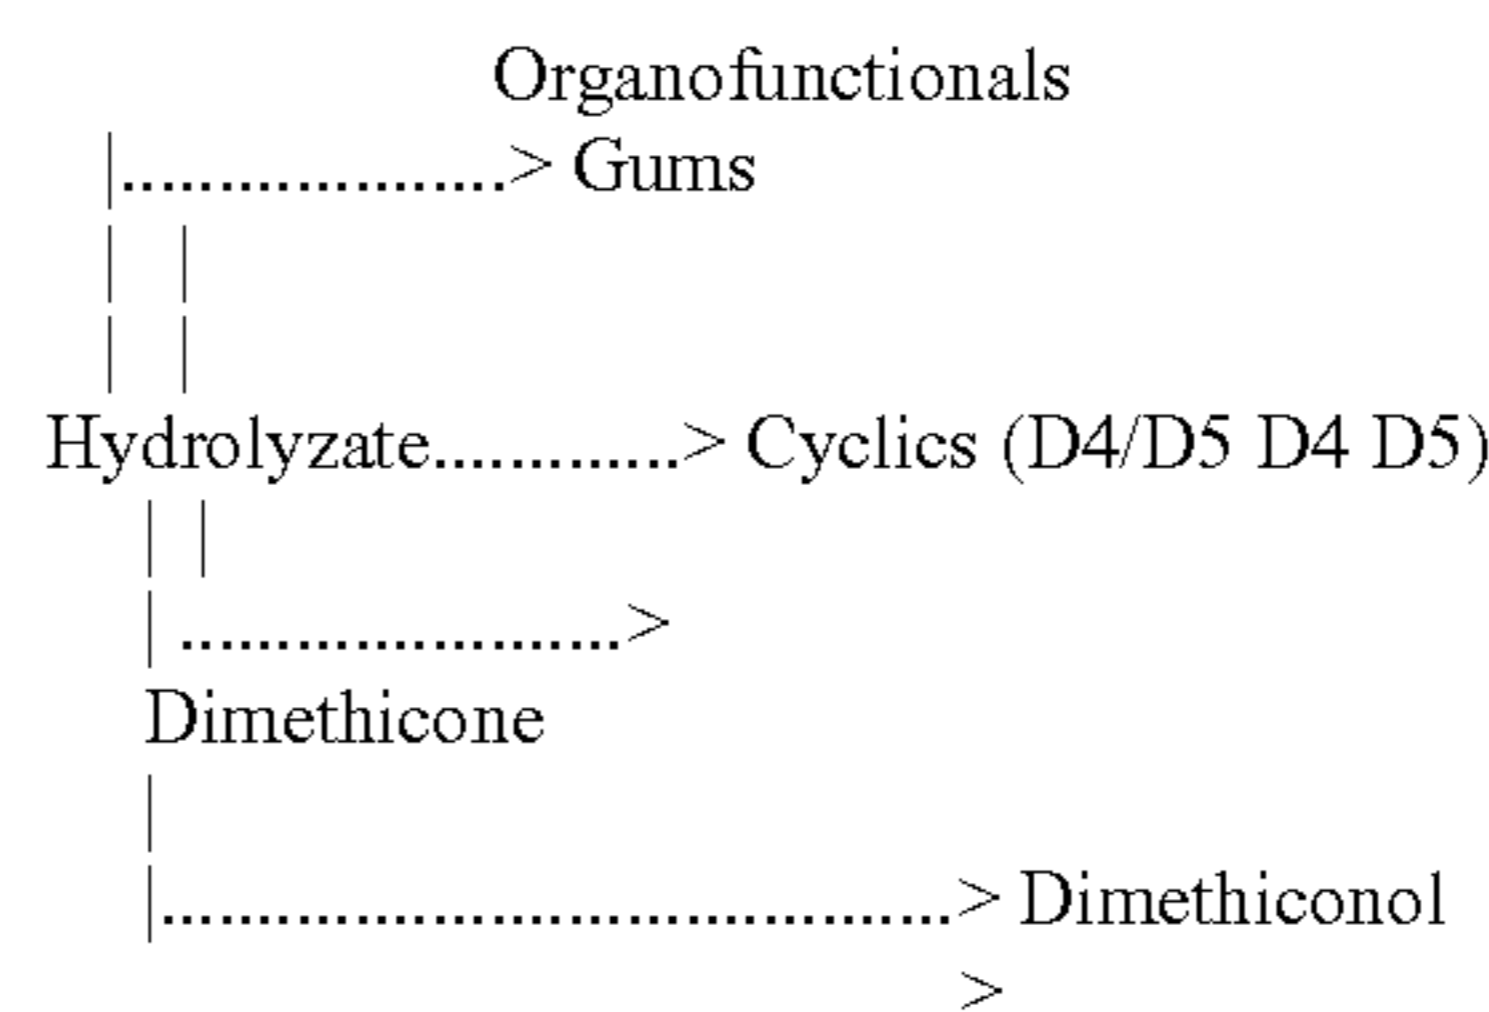 Organofunctionals
|....................> Gums
|   |
|   |
Hydrolyzate.............> Cyclics (D4/D5 D4 D5)
|  |
| .......................>
Dimethicone
|
|.........................................> Dimethiconol
>